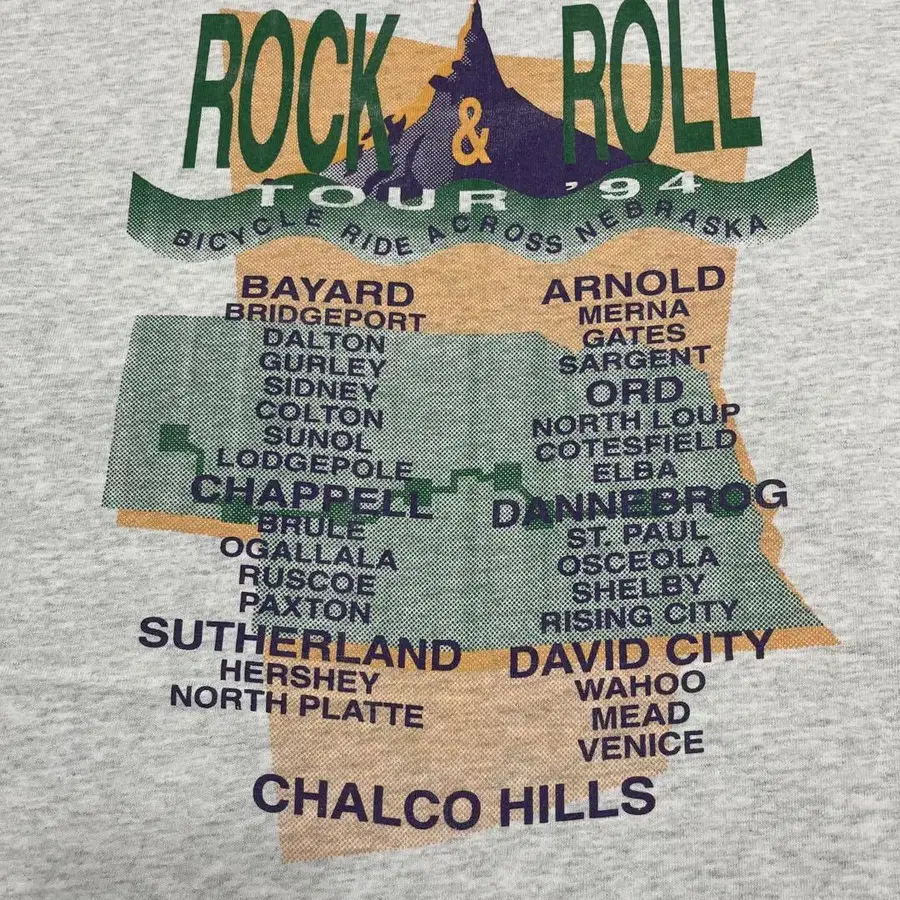 ROCK & ROLL
TOUR '94
BICYCLE RIDE ACROSS NEBRASKA
BAYARD
BRIDGEPORT
DALTON
GURLEY
SIDNEY
COLTON
SUNOL
LODGEPOLE
CHAPPELL
BRULE
OGALLALA
RUSCOE
PAXTON
SUTHERLAND
HERSHEY
NORTH PLATTE
ARNOLD
MERNA
GATES
SARGENT
ORD
NORTH LOUP
COTESFIELD
ELBA
DANNEBROG
ST. PAUL
OSCEOLA
SHELBY
RISING CITY
DAVID CITY
WAHOO
MEAD
VENICE
CHALCO HILLS